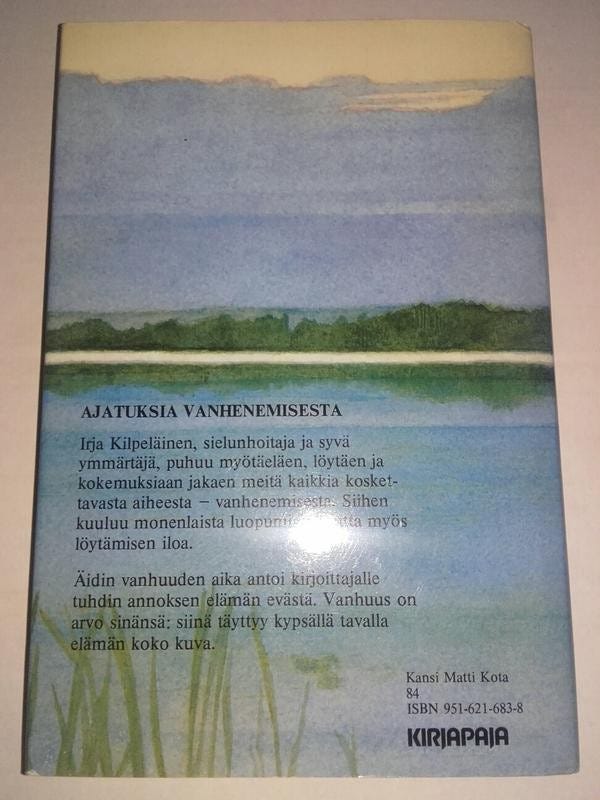 AJATUKSIA VANHENEMISESTA
Irja Kilpeläinen, sielunhoitaja ja syvä
ymmärtäjä, puhuu myötäeläen, löytäen ja
kokemuksiaan jakaen meitä kaikkia kosket-
tavasta aiheesta – vanhenemisesta. Siihen
kuuluu monenlaista myös
löytämisen iloa.
Äidin vanhuuden aika antoi kirjoittajalle
tuhdin annoksen elämän evästä. Vanhuus on
arvo sinänsä; siinä täyttyy kypsällä tavalla
elämän koko kuva.
Kansi Matti Kota
84
ISBN 951-621-683-8
KIRJAPAJA